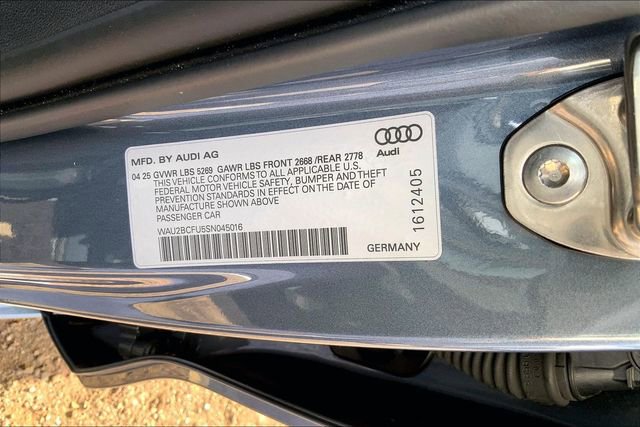 MFD. BY AUDI AG
Audi
04 25 GVWR LBS 5269 GAWR LBS FRONT 2668 /REAR 2778
THIS VEHICLE CONFORMS TO ALL APPLICABLE U.S.
FEDERAL MOTOR VEHICLE SAFETY, BUMPER AND THEFT
PREVENTION STANDARDS IN EFFECT ON THE DATE OF
MANUFACTURE SHOWN ABOVE
PASSENGER CAR
WAU2BCFU5SN045016
GERMANY
1612405